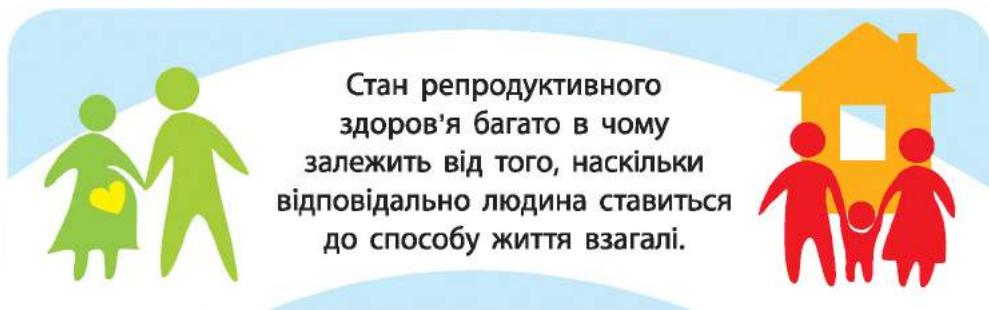 Стан репродуктивного
здоров'я багато в чому
залежить від того, наскільки
відповідально людина ставиться
до способу життя взагалі.